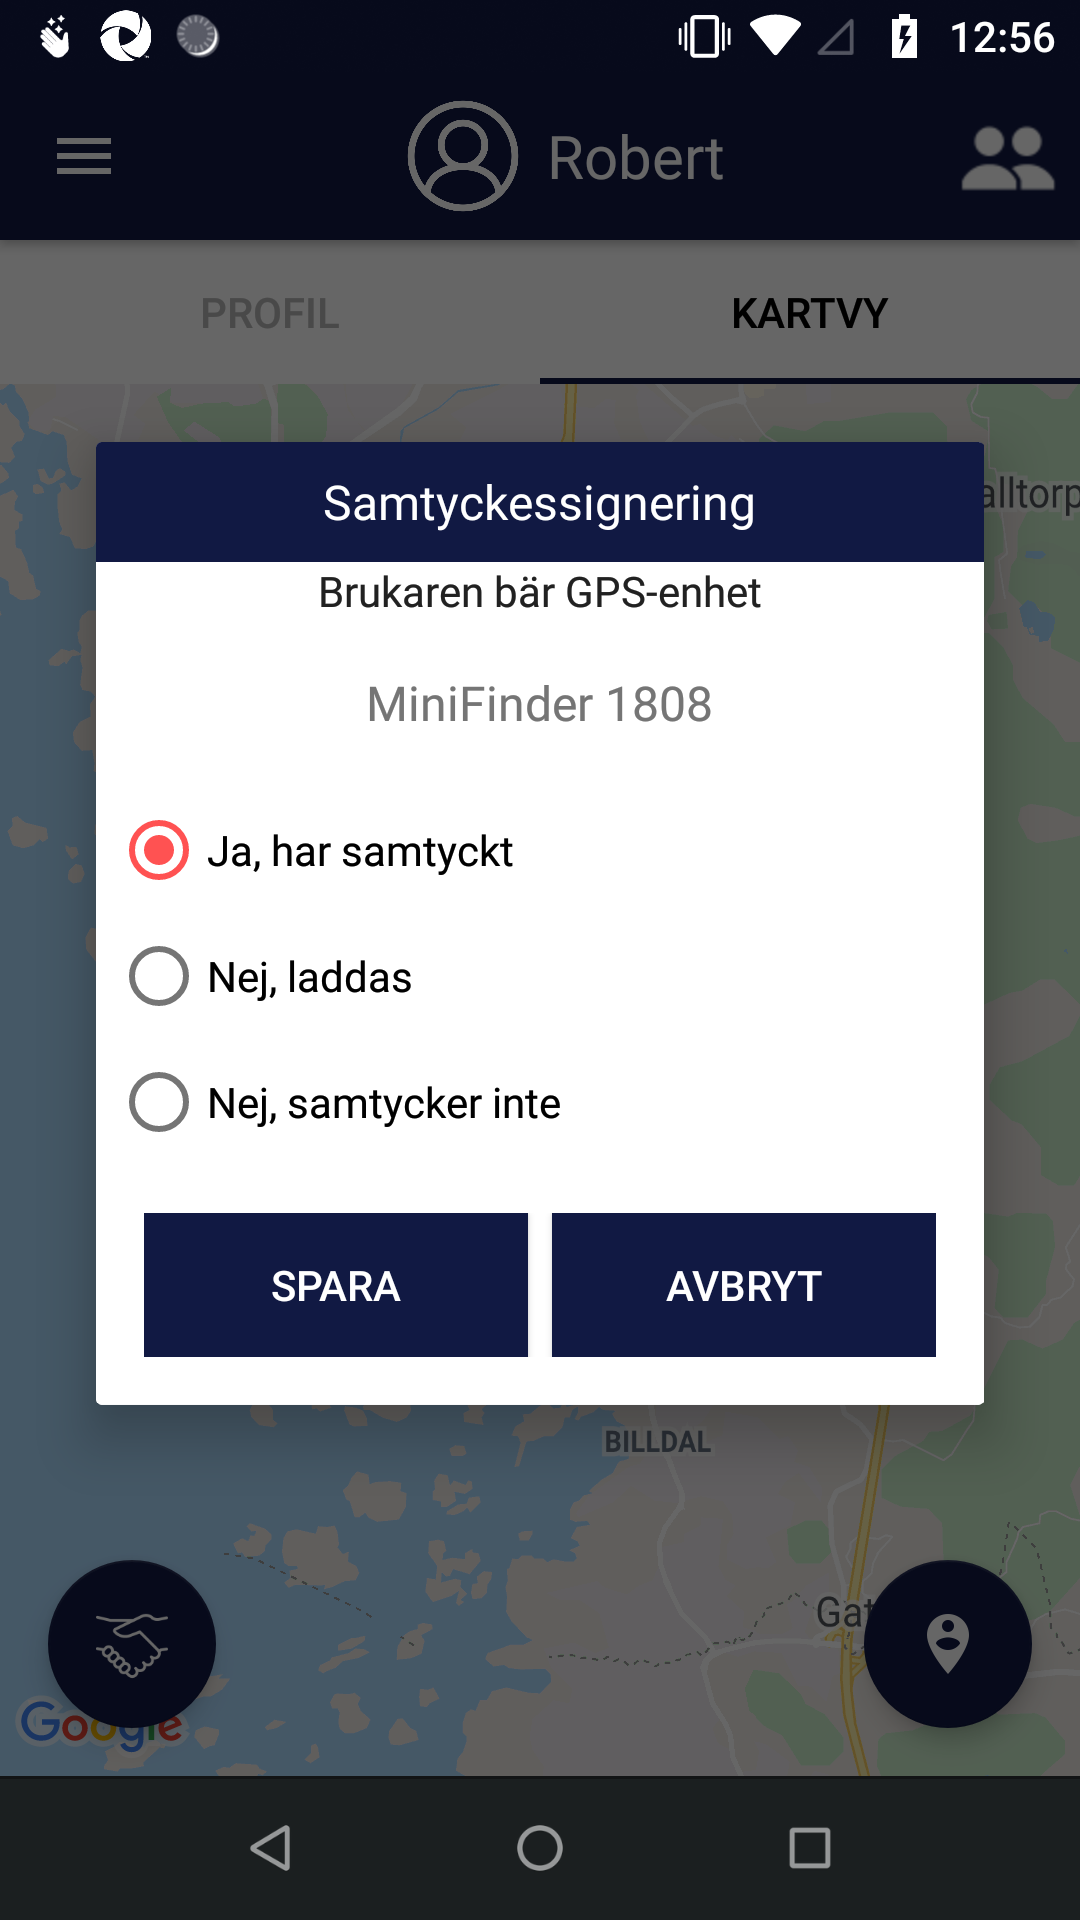 12:56
Robert
PROFIL
KARTVY
alltorp
Samtyckessignering
Brukaren bär GPS-enhet
MiniFinder 1808
Ja, har samtyckt
Nej, laddas
Nej, samtycker inte
SPARA
AVBRYT
BILLDAL
Gat
Google